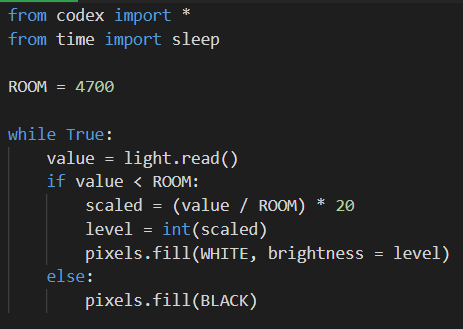 from codex import *
from time import sleep

ROOM = 4700

while True:
    value = light.read()
    if value < ROOM:
        scaled = (value / ROOM) * 20
        level = int(scaled)
        pixels.fill(WHITE, brightness = level)
    else:
        pixels.fill(BLACK)